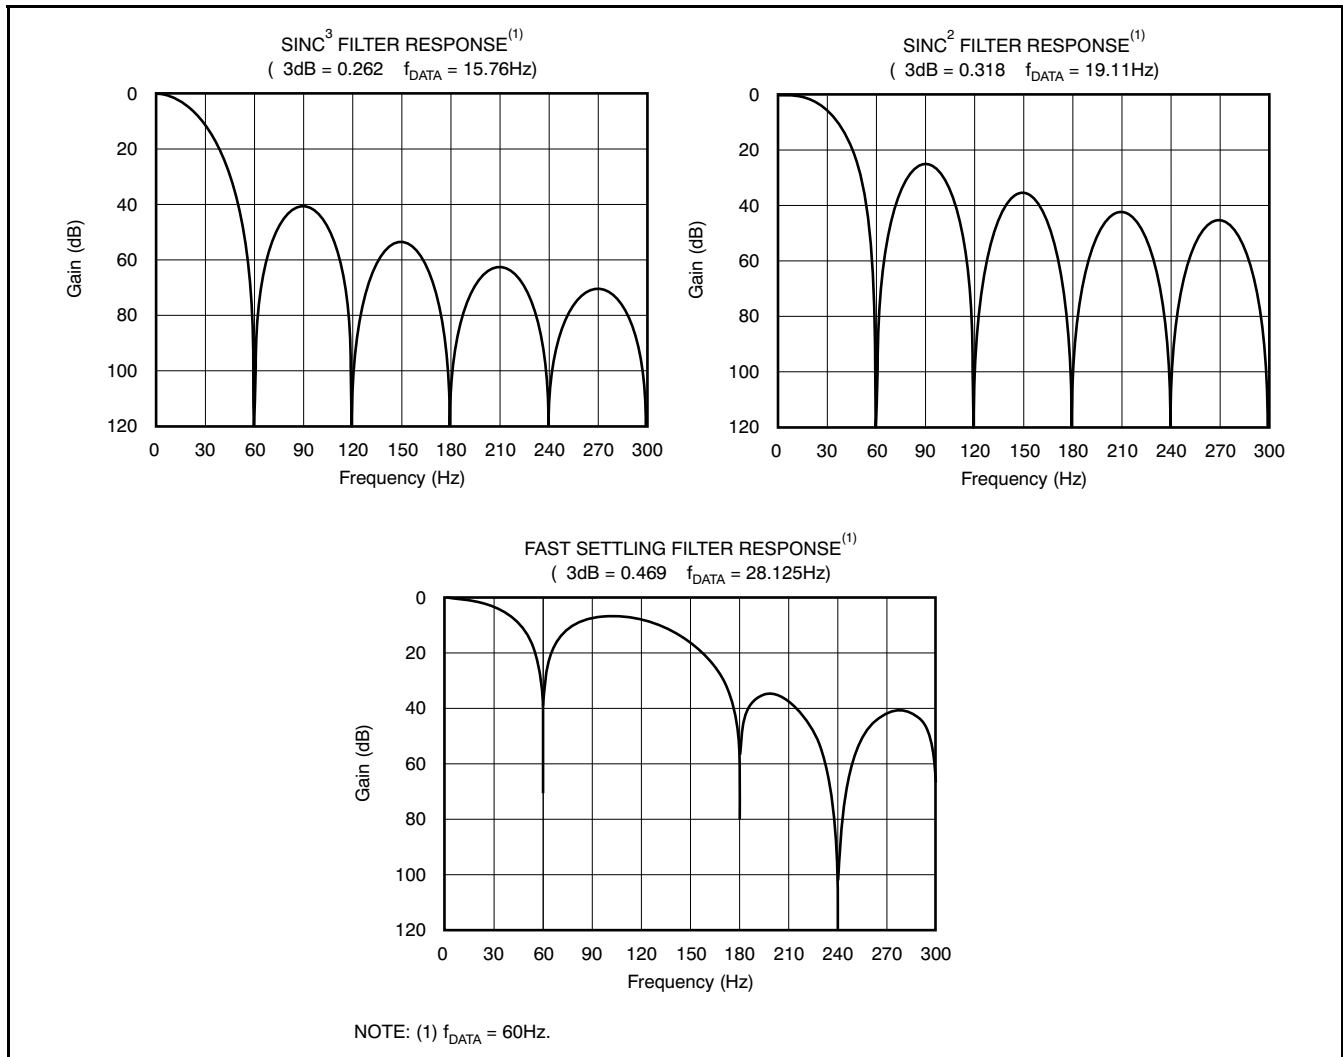 SINC3 FILTER RESPONSE(1)
( 3dB = 0.262 fDATA = 15.76Hz)
0
20
40
60
80
100
120
Gain (dB)
0 30 60 90 120 150 180 210 240 270 300
Frequency (Hz)
SINC2 FILTER RESPONSE(1)
( 3dB = 0.318 fDATA = 19.11Hz)
0
20
40
60
80
100
120
Gain (dB)
0 30 60 90 120 150 180 210 240 270 300
Frequency (Hz)
FAST SETTLING FILTER RESPONSE(1)
( 3dB = 0.469 fDATA = 28.125Hz)
0
20
40
60
80
100
120
Gain (dB)
0 30 60 90 120 150 180 210 240 270 300
Frequency (Hz)
NOTE: (1) fDATA = 60Hz.